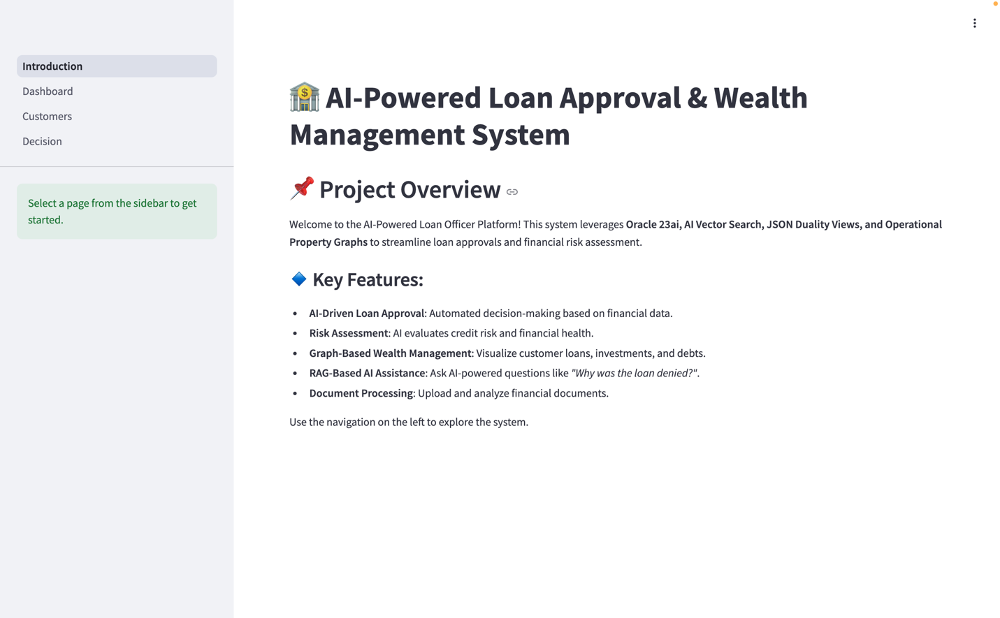 Introduction
Dashboard
Customers
Decision
Select a page from the sidebar to get
started.
AI-Powered Loan Approval & Wealth
Management System
Project Overview
Welcome to the AI-Powered Loan Officer Platform! This system leverages Oracle 23ai, AI Vector Search, JSON Duality Views, and Operational
Property Graphs to streamline loan approvals and financial risk assessment.
Key Features:
• AI-Driven Loan Approval: Automated decision-making based on financial data.
• Risk Assessment: AI evaluates credit risk and financial health.
• Graph-Based Wealth Management: Visualize customer loans, investments, and debts.
• RAG-Based AI Assistance: Ask AI-powered questions like "Why was the loan denied?".
• Document Processing: Upload and analyze financial documents.
Use the navigation on the left to explore the system.